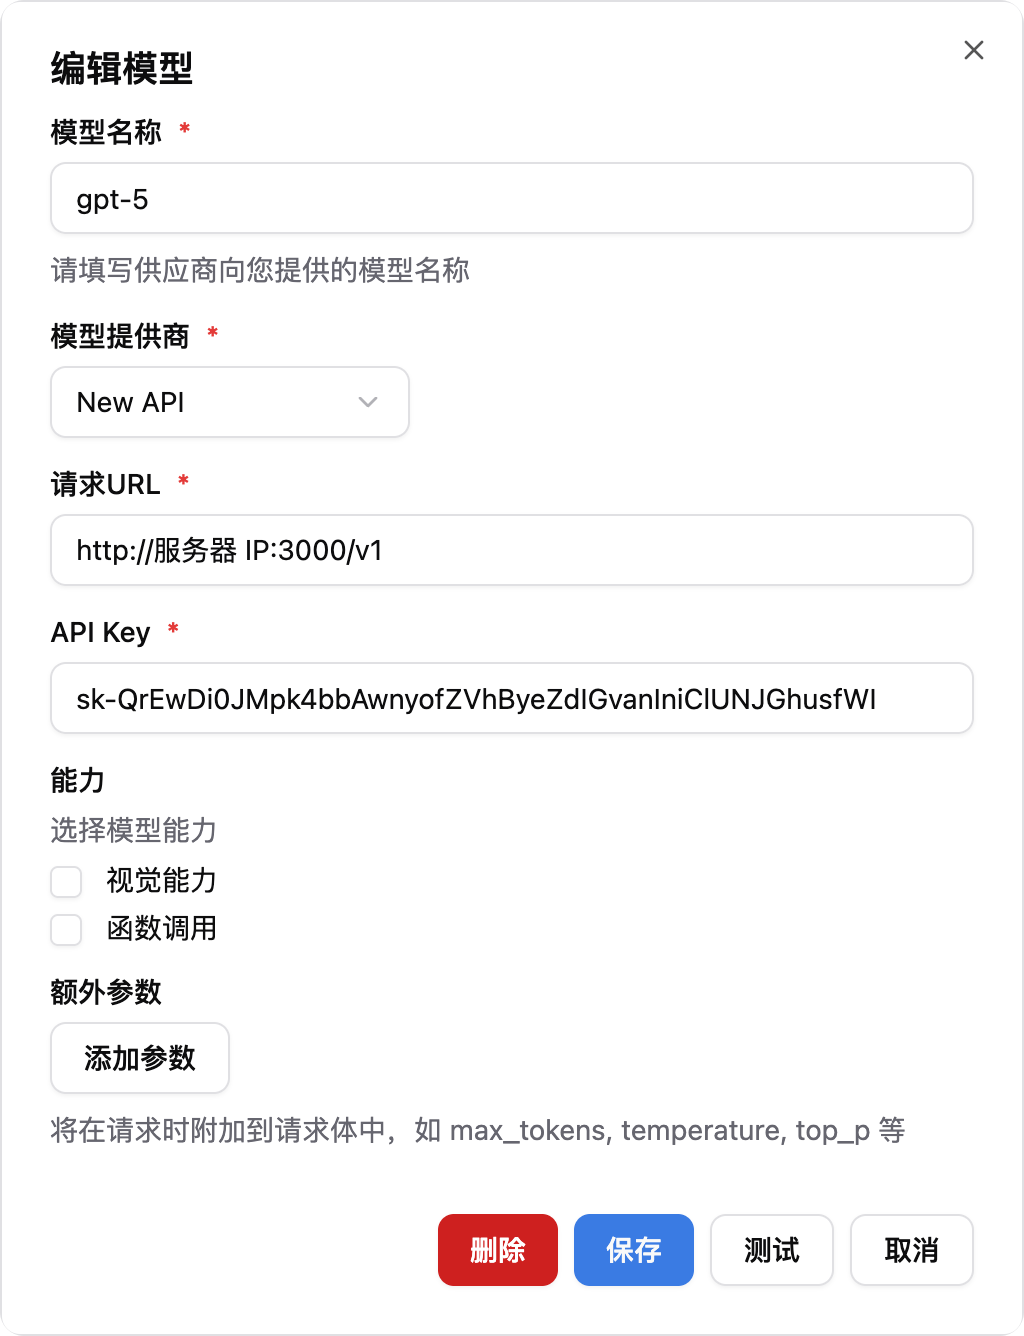 编辑模型
模型名称 *
gpt-5
请填写供应商向您提供的模型名称
模型提供商 *
New API
请求URL *
http://服务器 IP:3000/v1
API Key *
sk-QrEwDi0JMpk4bbAwnyofZVhByeZdIGvanIniClUNJGhusfWI
能力
选择模型能力
视觉能力
函数调用
额外参数
添加参数
将在请求时附加到请求体中，如 max_tokens, temperature, top_p 等
删除 保存 测试 取消